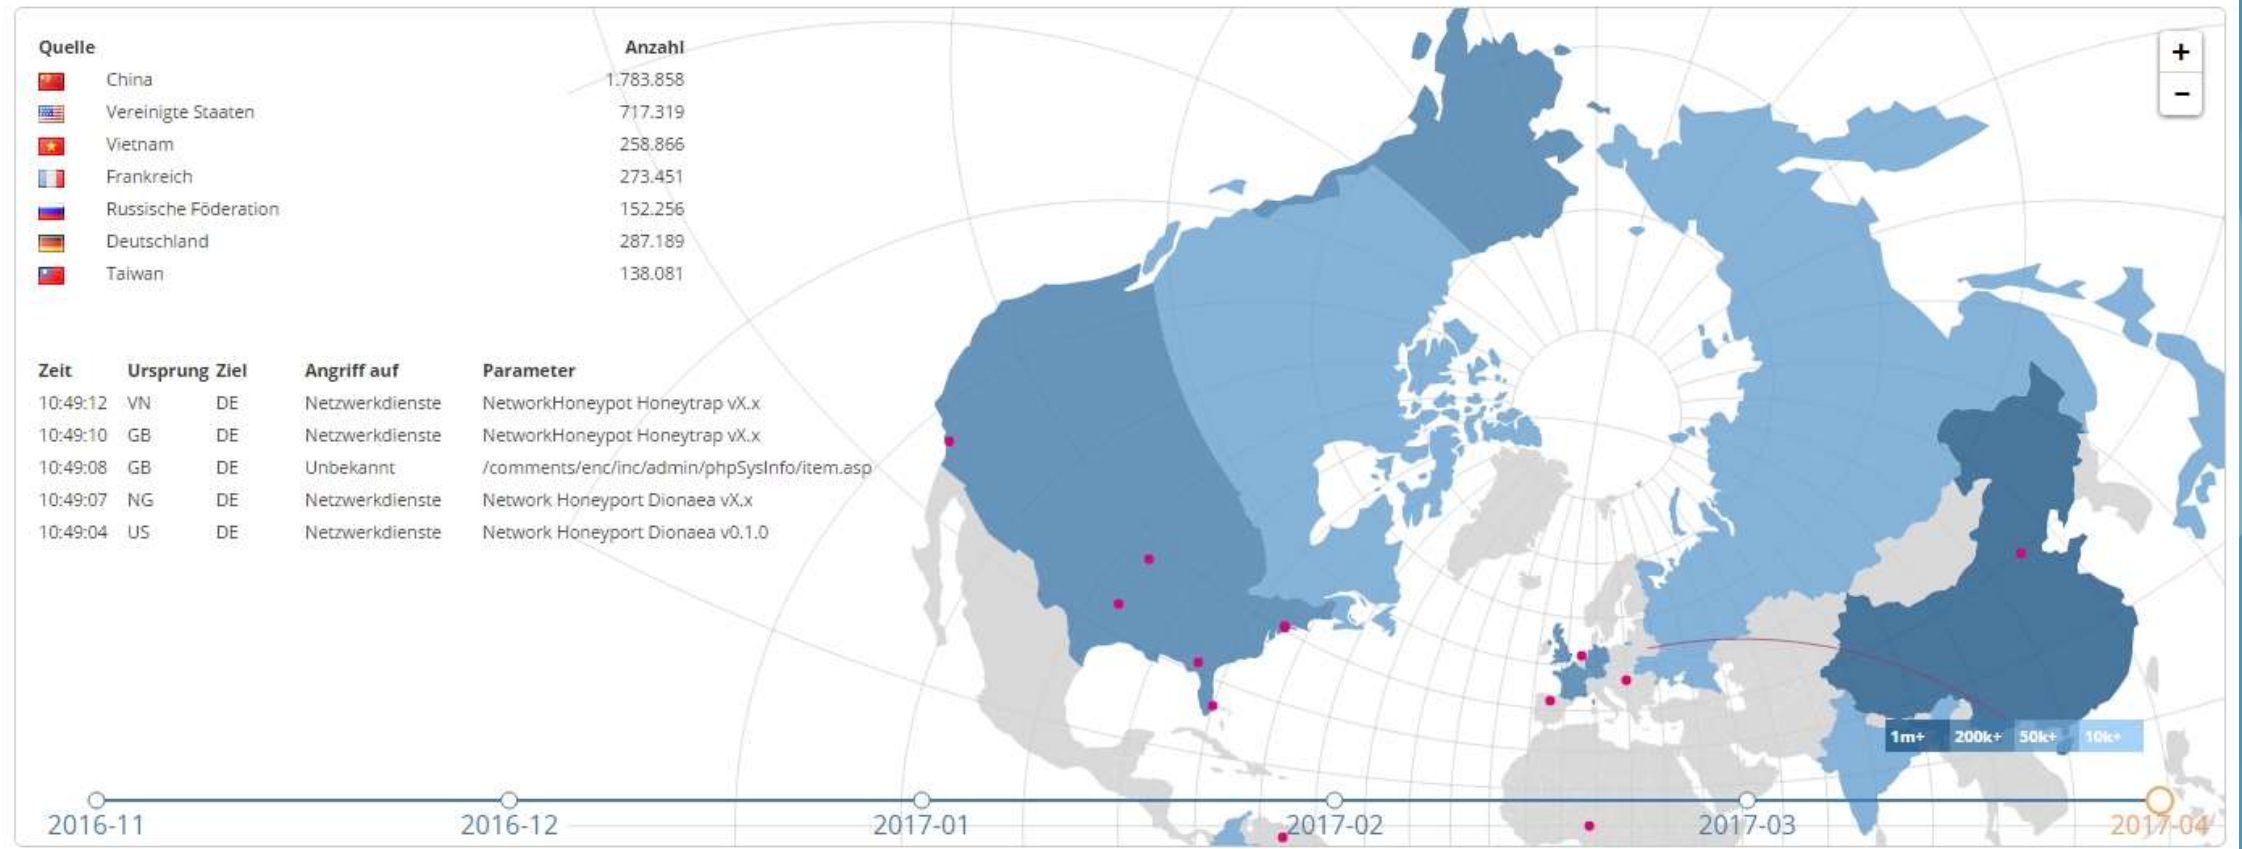 Quelle Anzahl
China 1.783.858
Vereinigte Staaten 717.319
Vietnam 258.866
Frankreich 273.451
Russische Föderation 152.256
Deutschland 287.189
Taiwan 138.081
Zeit Ursprung Ziel Angriff auf Parameter
10:49:12 VN DE Netzwerkdienste NetworkHoneypot Honeytrap vX.x
10:49:10 GB DE Netzwerkdienste NetworkHoneypot Honeytrap vX.x
10:49:08 GB DE Unbekannt /comments/enc/inc/admin/phpSysInfo/item.asp
10:49:07 NG DE Netzwerkdienste Network Honeyport Dionaea vX.x
10:49:04 US DE Netzwerkdienste Network Honeyport Dionaea v0.1.0
+
−
1m+ 200k+ 50k+ 10k+
2016-11 2016-12 2017-01 2017-02 2017-03 2017-04